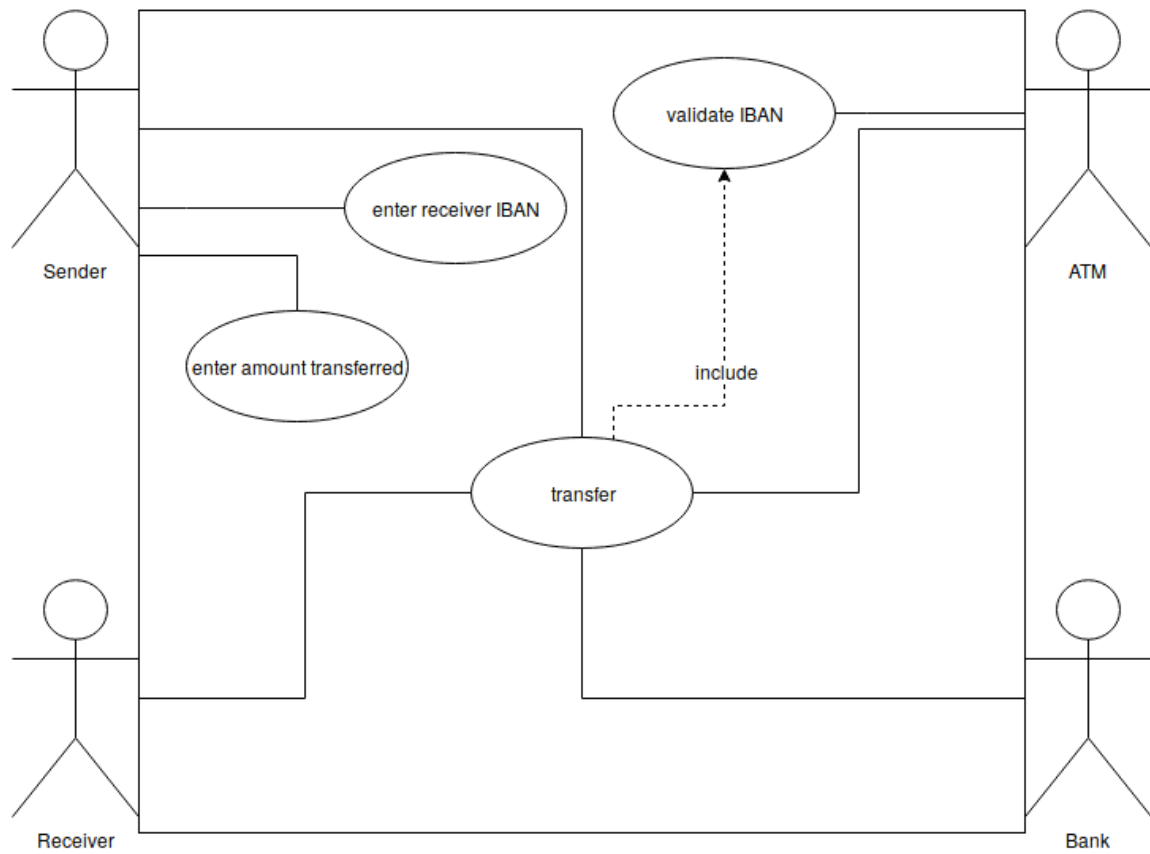 validate IBAN
enter receiver IBAN
Sender
ATM
enter amount transferred
include
transfer
Receiver
Bank